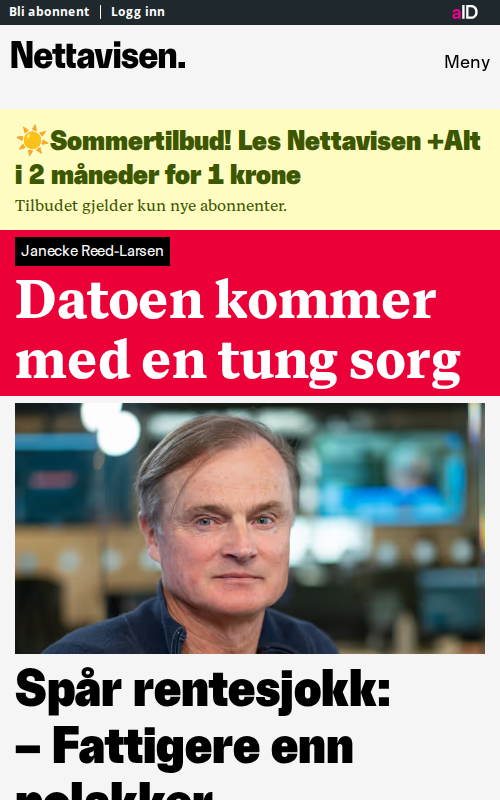 Bli abonnent | Logg inn
aID
Nettavisen.
Meny
☀️Sommertilbud! Les Nettavisen +Alt
i 2 måneder for 1 krone
Tilbudet gjelder kun nye abonnenter.
Janecke Reed-Larsen
Datoen kommer
med en tung sorg
Spår rentesjokk:
– Fattigere enn
polakker